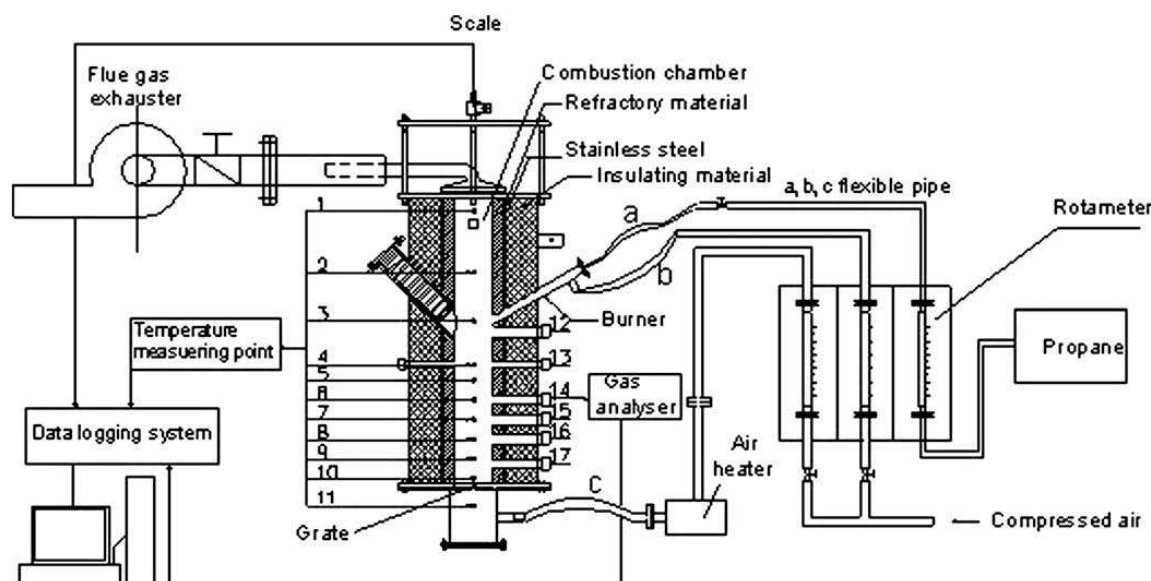 Scale
Flue gas
exhauster
Combustion chamber
Refractory material
Stainless steel
Insulating material
a, b, c flexible pipe
Rotameter
1
a
2
b
3
Burner
12
Temperature
measuering point
Propane
4
13
5
Gas
analyser
14
6
7
15
8
16
Data logging system
9
17
Air
heater
10
11
C
Grate
Compressed air